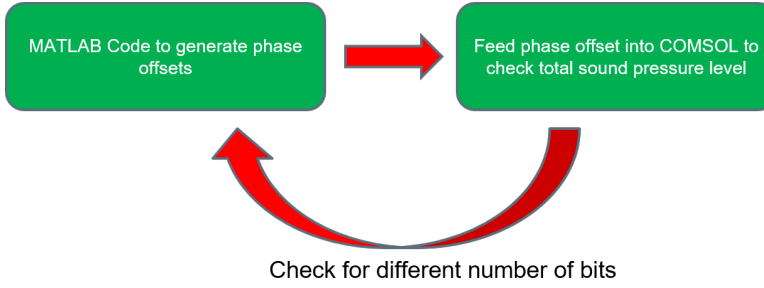 MATLAB Code to generate phase
offsets
Feed phase offset into COMSOL to
check total sound pressure level
Check for different number of bits